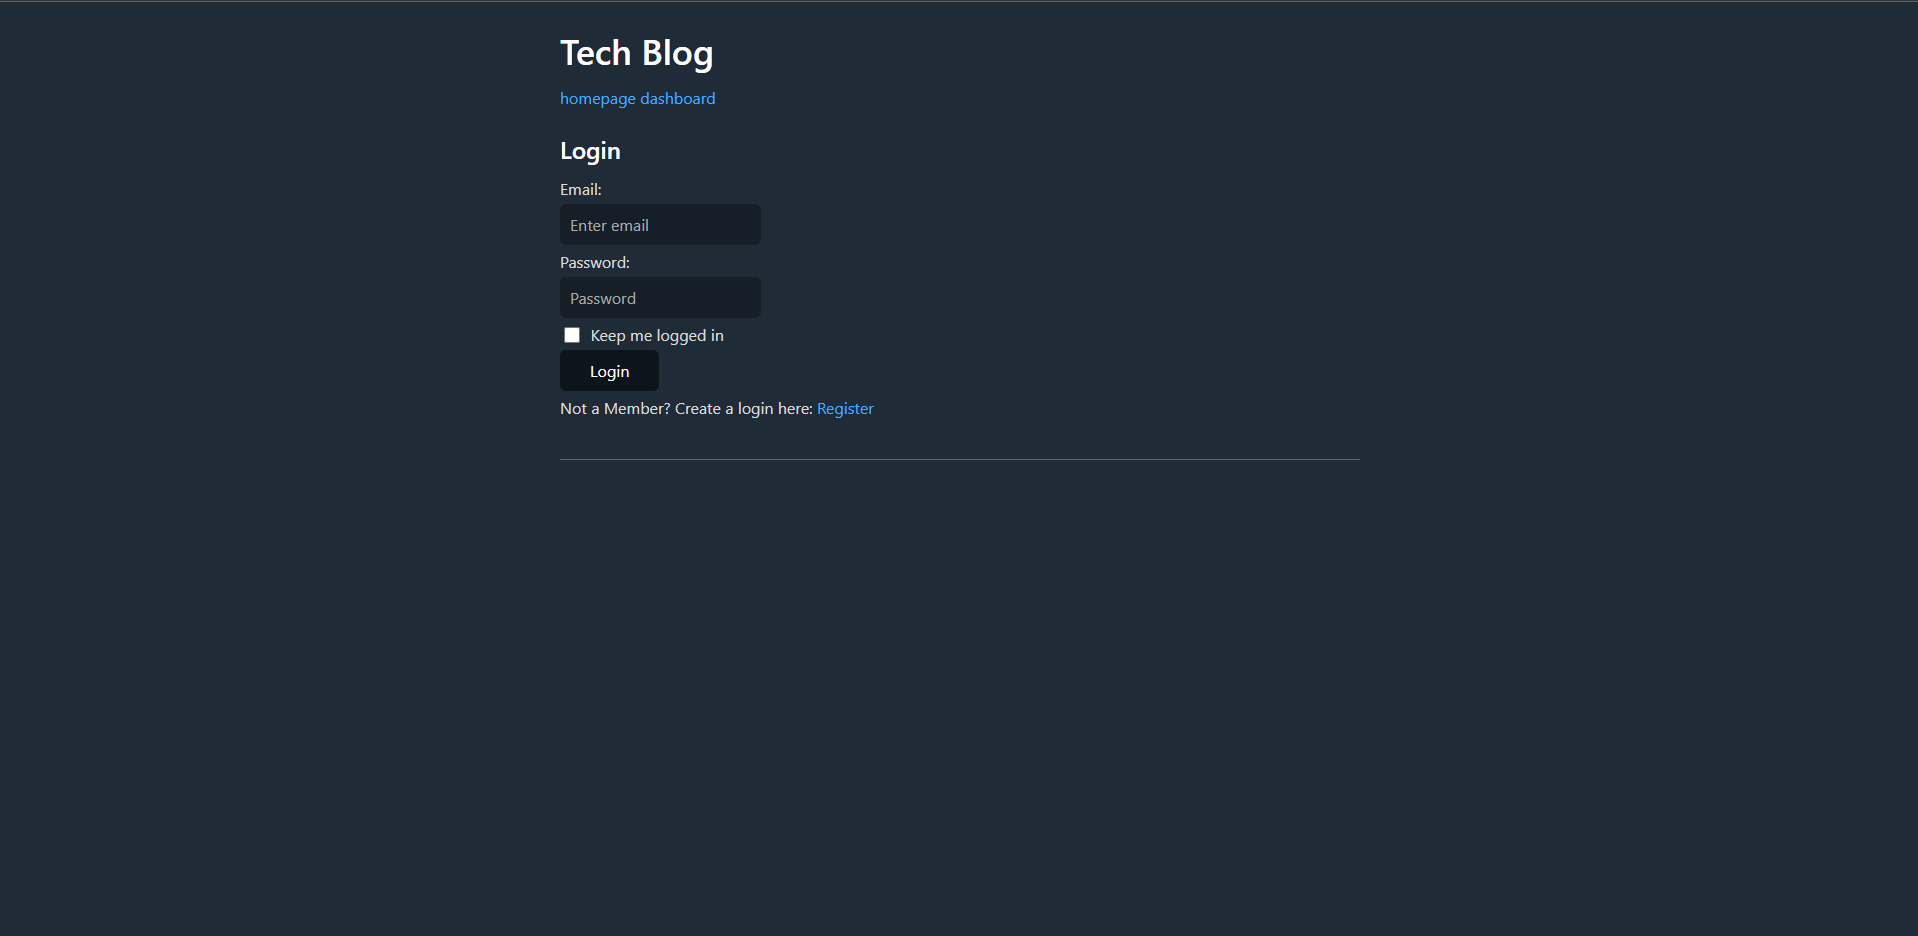 Tech Blog
homepage dashboard
Login
Email:
Enter email
Password:
Password
Keep me logged in
Login
Not a Member? Create a login here: Register